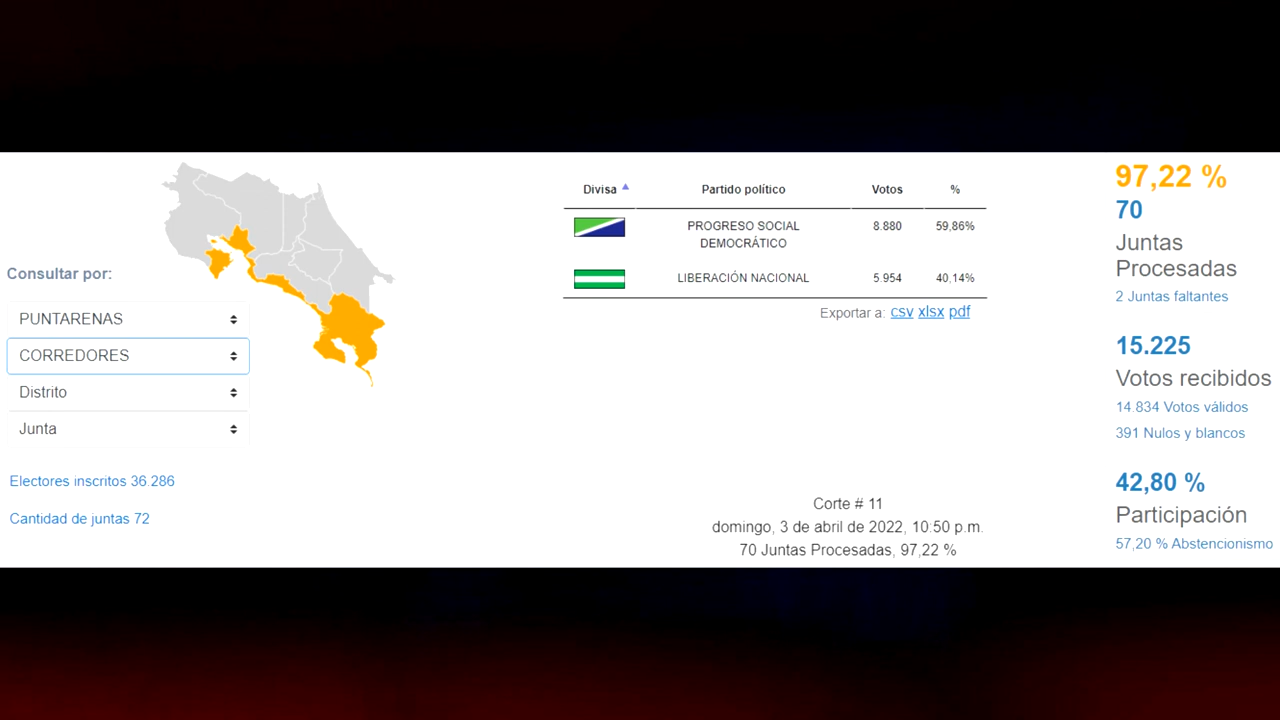 Consultar por:
PUNTARENAS
CORREDORES
Distrito
Junta
Electores inscritos 36.286
Cantidad de juntas 72
Divisa Partido político Votos %
PROGRESO SOCIAL
DEMOCRÁTICO 8.880 59,86%
LIBERACIÓN NACIONAL 5.954 40,14%
Exportar a: csv xlsx pdf
Corte # 11
domingo, 3 de abril de 2022, 10:50 p.m.
70 Juntas Procesadas, 97,22 %
97,22 %
70
Juntas
Procesadas
2 Juntas faltantes
15.225
Votos recibidos
14.834 Votos válidos
391 Nulos y blancos
42,80 %
Participación
57,20 % Abstencionismo